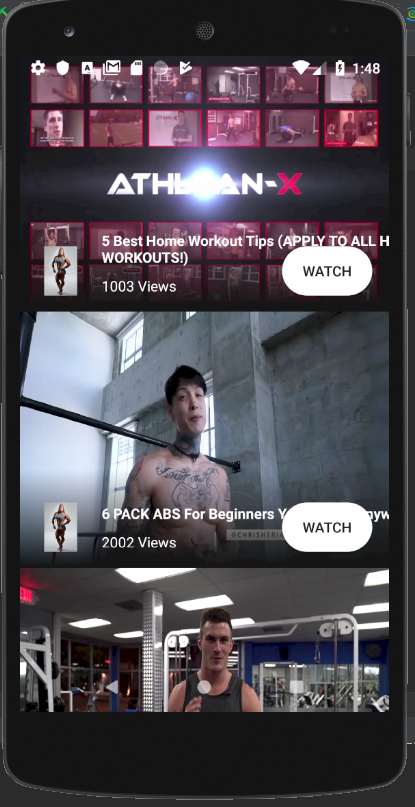 1:48
ATHLEAN-X
5 Best Home Workout Tips (APPLY TO ALL H
WORKOUTS!)
1003 Views
WATCH
6 PACK ABS For Beginners Y
2002 Views
WATCH
EXIT